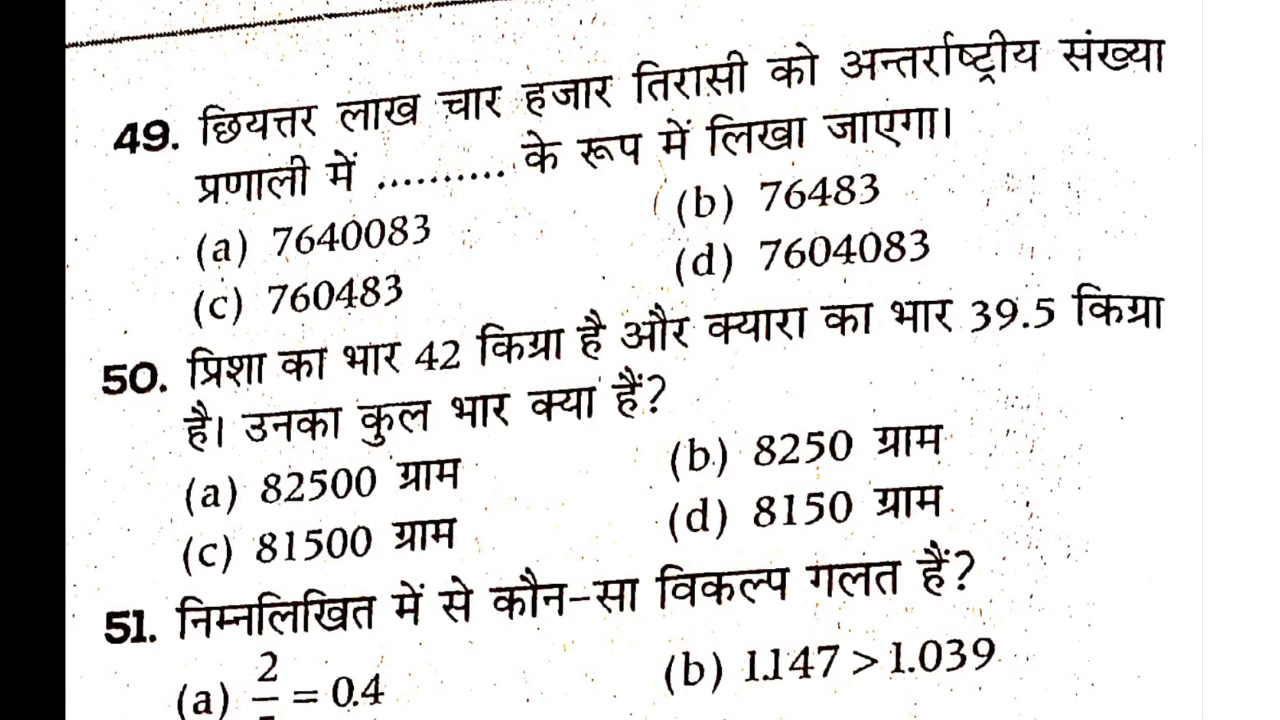 49. छियत्तर लाख चार हजार तिरासी को अन्तर्राष्ट्रीय संख्या
प्रणाली में .......... के रूप में लिखा जाएगा।
(a) 7640083 (b) 76483
(c) 760483 (d) 7604083
50. प्रिशा का भार 42 किग्रा है और क्यारा का भार 39.5 किग्रा
है। उनका कुल भार क्या हैं?
(a) 82500 ग्राम (b) 8250 ग्राम
(c) 81500 ग्राम (d) 8150 ग्राम
51. निम्नलिखित में से कौन-सा विकल्प गलत हैं?
(a) 2 = 0.4 (b) 1.147 > 1.039